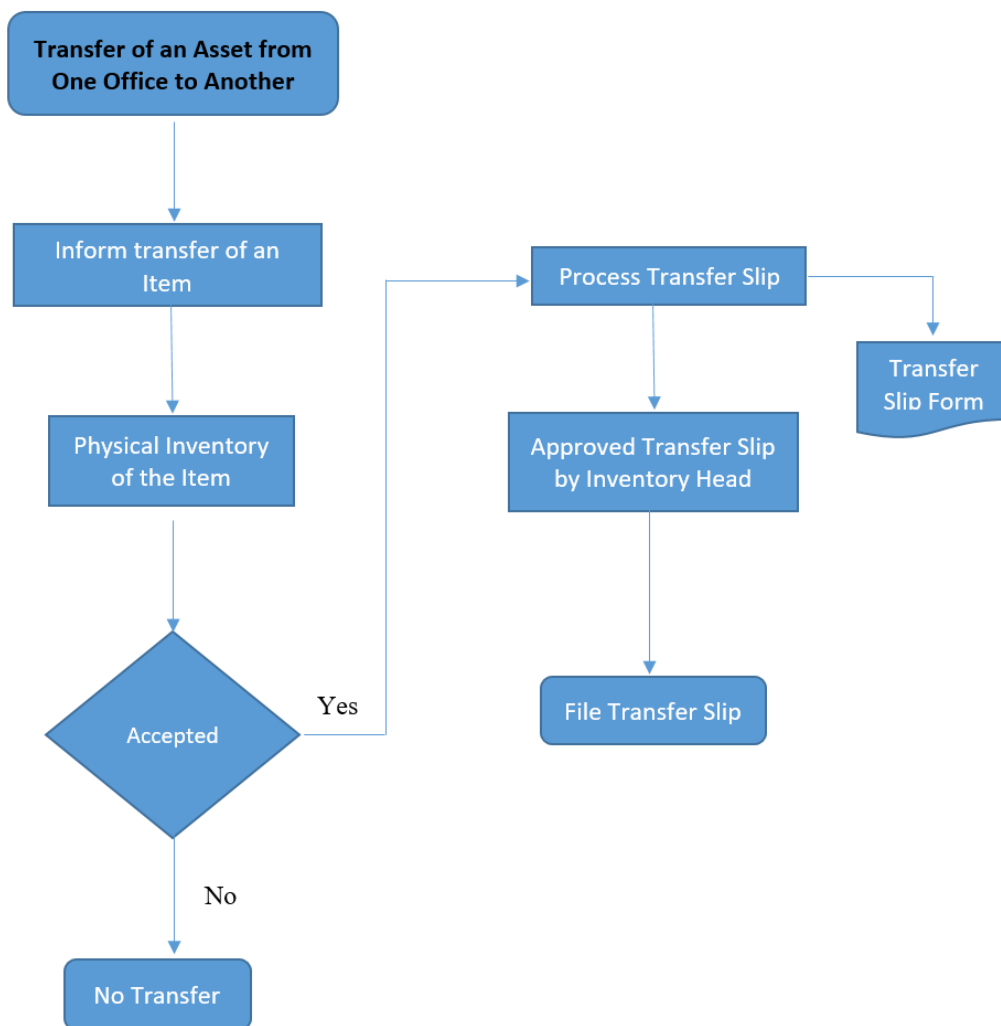 Transfer of an Asset from
One Office to Another
Inform transfer of an
Item
Physical Inventory
of the Item
Accepted
Yes
No
No Transfer
Process Transfer Slip
Transfer
Slip Form
Approved Transfer Slip
by Inventory Head
File Transfer Slip